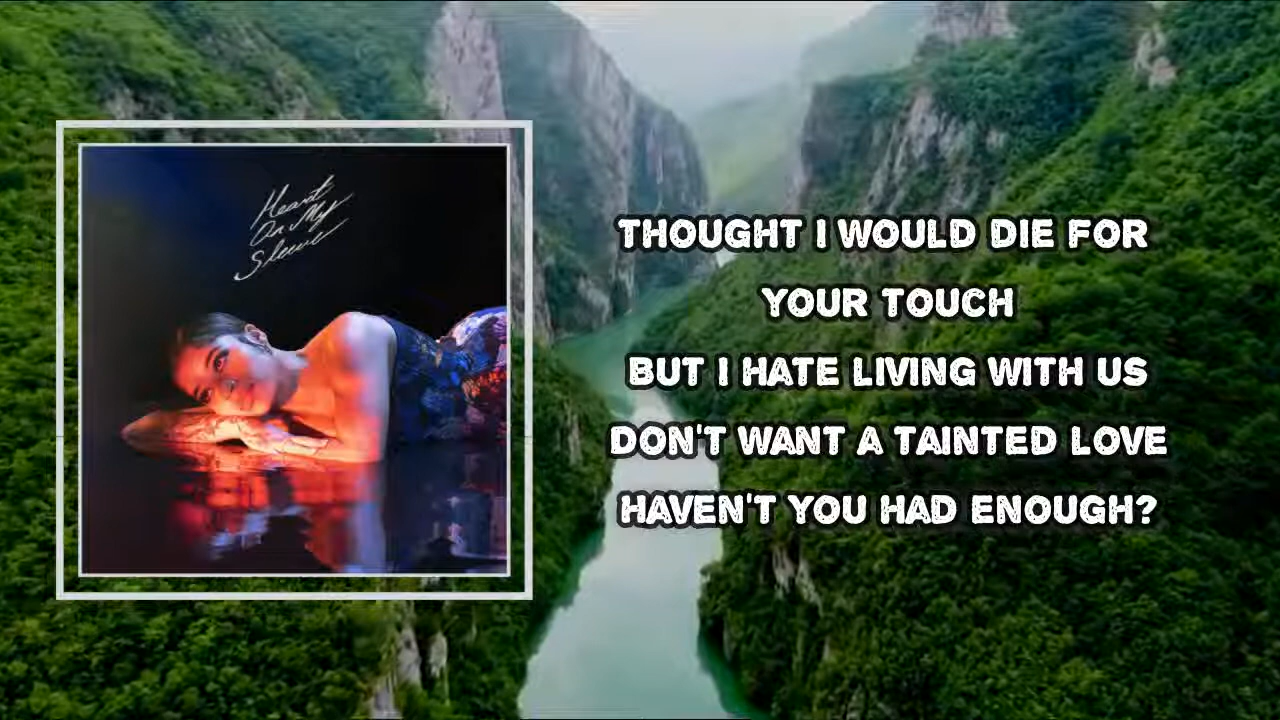 Heart
On My
Sleeve
THOUGHT I WOULD DIE FOR
YOUR TOUCH
BUT I HATE LIVING WITH US
DON'T WANT A TAINTED LOVE
HAVEN'T YOU HAD ENOUGH?